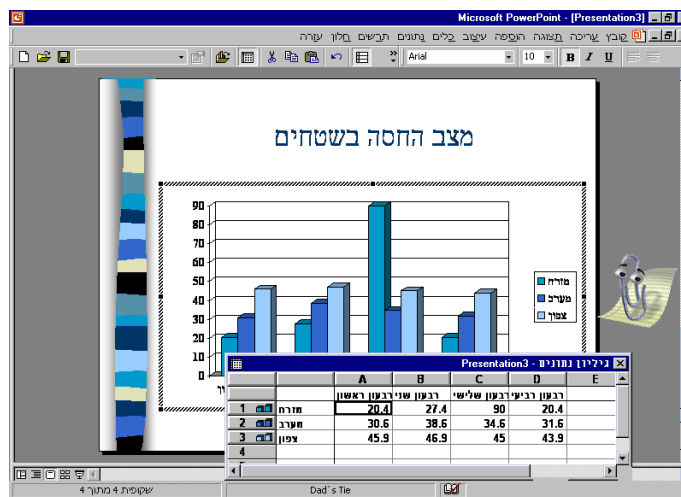 Microsoft PowerPoint - [Presentation3]
קובץ עריכה תצוגה הוספה עיצוב כלים נתונים תרשים חלון עזרה
Arial 10 B I U
מצב החסה בשטחים
90
80
70
60
50
40
30
20
10
0
מזרח
מערב
צפון
גיליון נתונים - Presentation3
A B C D E
רבעון ראשון רבעון שני רבעון שלישי רבעון רביעי
1 מזרח 20.4 27.4 90 20.4
2 מערב 30.6 38.6 34.6 31.6
3 צפון 45.9 46.9 45 43.9
4
שקופית 4 מתוך 4
Dad`s Tie